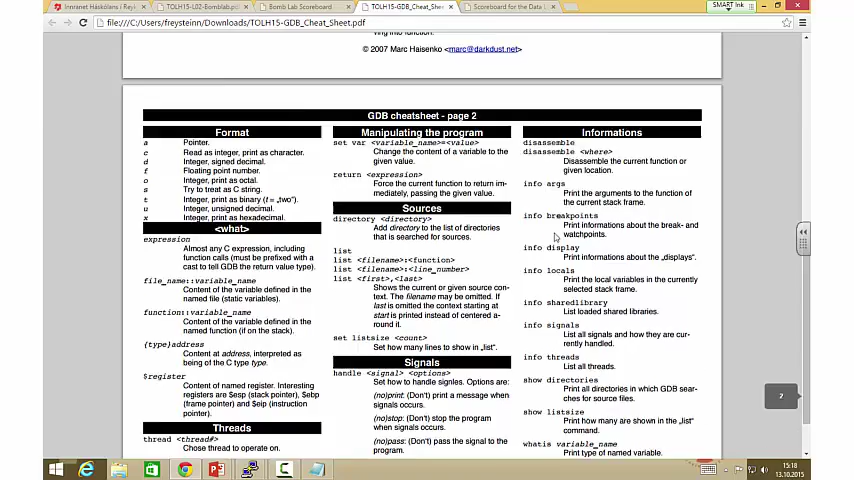 Innranet Háskólans í Reykj
TOLH15-L02-Bomblab.pdf
Bomb Lab Scoreboard
TOLH15-GDB_Cheat_Shee
Scoreboard for the Data L
SMART Ink
file:///C:/Users/freysteinn/Downloads/TOLH15-GDB_Cheat_Sheet.pdf
ving into function.
© 2007 Marc Haisenko <marc@darkdust.net>
GDB cheatsheet - page 2
Format
a Pointer.
c Read as integer, print as character.
d Integer, signed decimal.
f Floating point number.
o Integer, print as octal.
s Try to treat as C string.
t Integer, print as binary (t = „two").
u Integer, unsigned decimal.
x Integer, print as hexadecimal.
<what>
expression
Almost any C expression, including
function calls (must be prefixed with a
cast to tell GDB the return value type).
file_name::variable_name
Content of the variable defined in the
named file (static variables).
function::variable_name
Content of the variable defined in the
named function (if on the stack).
{type}address
Content at address, interpreted as
being of the C type type.
$register
Content of named register. Interesting
registers are $esp (stack pointer), $ebp
(frame pointer) and $eip (instruction
pointer).
Threads
thread <thread#>
Chose thread to operate on.
Manipulating the program
set var <variable_name>=<value>
Change the content of a variable to the
given value.
return <expression>
Force the current function to return im-
mediately, passing the given value.
Sources
directory <directory>
Add directory to the list of directories
that is searched for sources.
list
list <filename>:<function>
list <filename>:<line_number>
list <first>,<last>
Shows the current or given source con-
text. The filename may be omitted. If
last is omitted the context starting at
start is printed instead of centered a-
round it.
set listsize <count>
Set how many lines to show in „list".
Signals
handle <signal> <options>
Set how to handle signles. Options are:
(no)print: (Don't) print a message when
signals occurs.
(no)stop: (Don't) stop the program
when signals occurs.
(no)pass: (Don't) pass the signal to the
program.
Informations
disassemble
disassemble <where>
Disassemble the current function or
given location.
info args
Print the arguments to the function of
the current stack frame.
info breakpoints
Print informations about the break- and
watchpoints.
info display
Print informations about the „displays".
info locals
Print the local variables in the currently
selected stack frame.
info sharedlibrary
List loaded shared libraries.
info signals
List all signals and how they are cur-
rently handled.
info threads
List all threads.
show directories
Print all directories in which GDB sear-
ches for source files.
show listsize
Print how many are shown in the „list"
command.
whatis variable_name
Print type of named variable.
2
15:18
13.10.2015